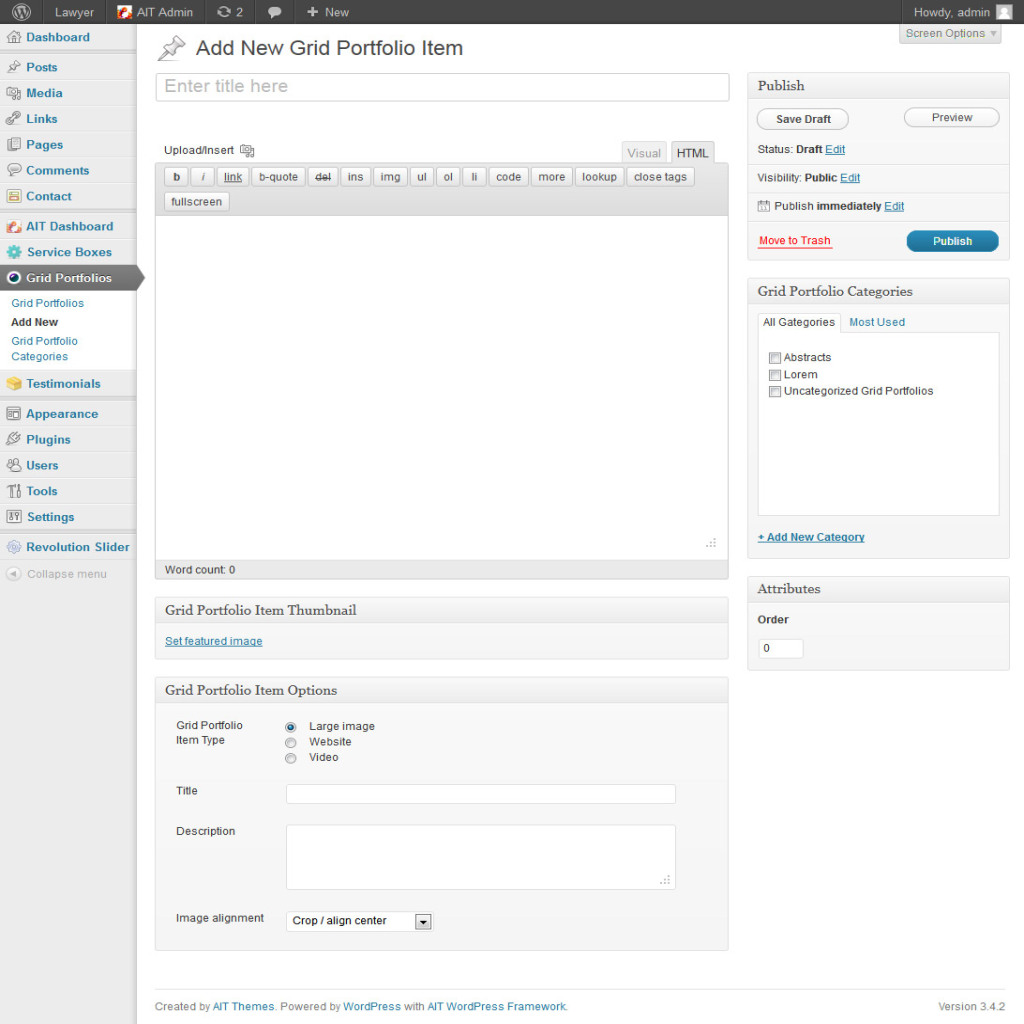 Lawyer AIT Admin 2 New Howdy, admin
Screen Options
Dashboard
Posts
Media
Links
Pages
Comments
Contact
AIT Dashboard
Service Boxes
Grid Portfolios
Grid Portfolios
Add New
Grid Portfolio
Categories
Testimonials
Appearance
Plugins
Users
Tools
Settings
Revolution Slider
Collapse menu
Add New Grid Portfolio Item
Enter title here
Upload/Insert Visual HTML
b i link b-quote del ins img ul ol li code more lookup close tags
fullscreen
Word count: 0
Grid Portfolio Item Thumbnail
Set featured image
Grid Portfolio Item Options
Grid Portfolio
Item Type
Large image
Website
Video
Title
Description
Image alignment Crop / align center
Publish
Save Draft Preview
Status: Draft Edit
Visibility: Public Edit
Publish immediately Edit
Move to Trash Publish
Grid Portfolio Categories
All Gategories Most Used
Abstracts
Lorem
Uncategorized Grid Portfolios
+ Add New Category
Attributes
Order
0
Created by AIT Themes. Powered by WordPress with AIT WordPress Framework. Version 3.4.2